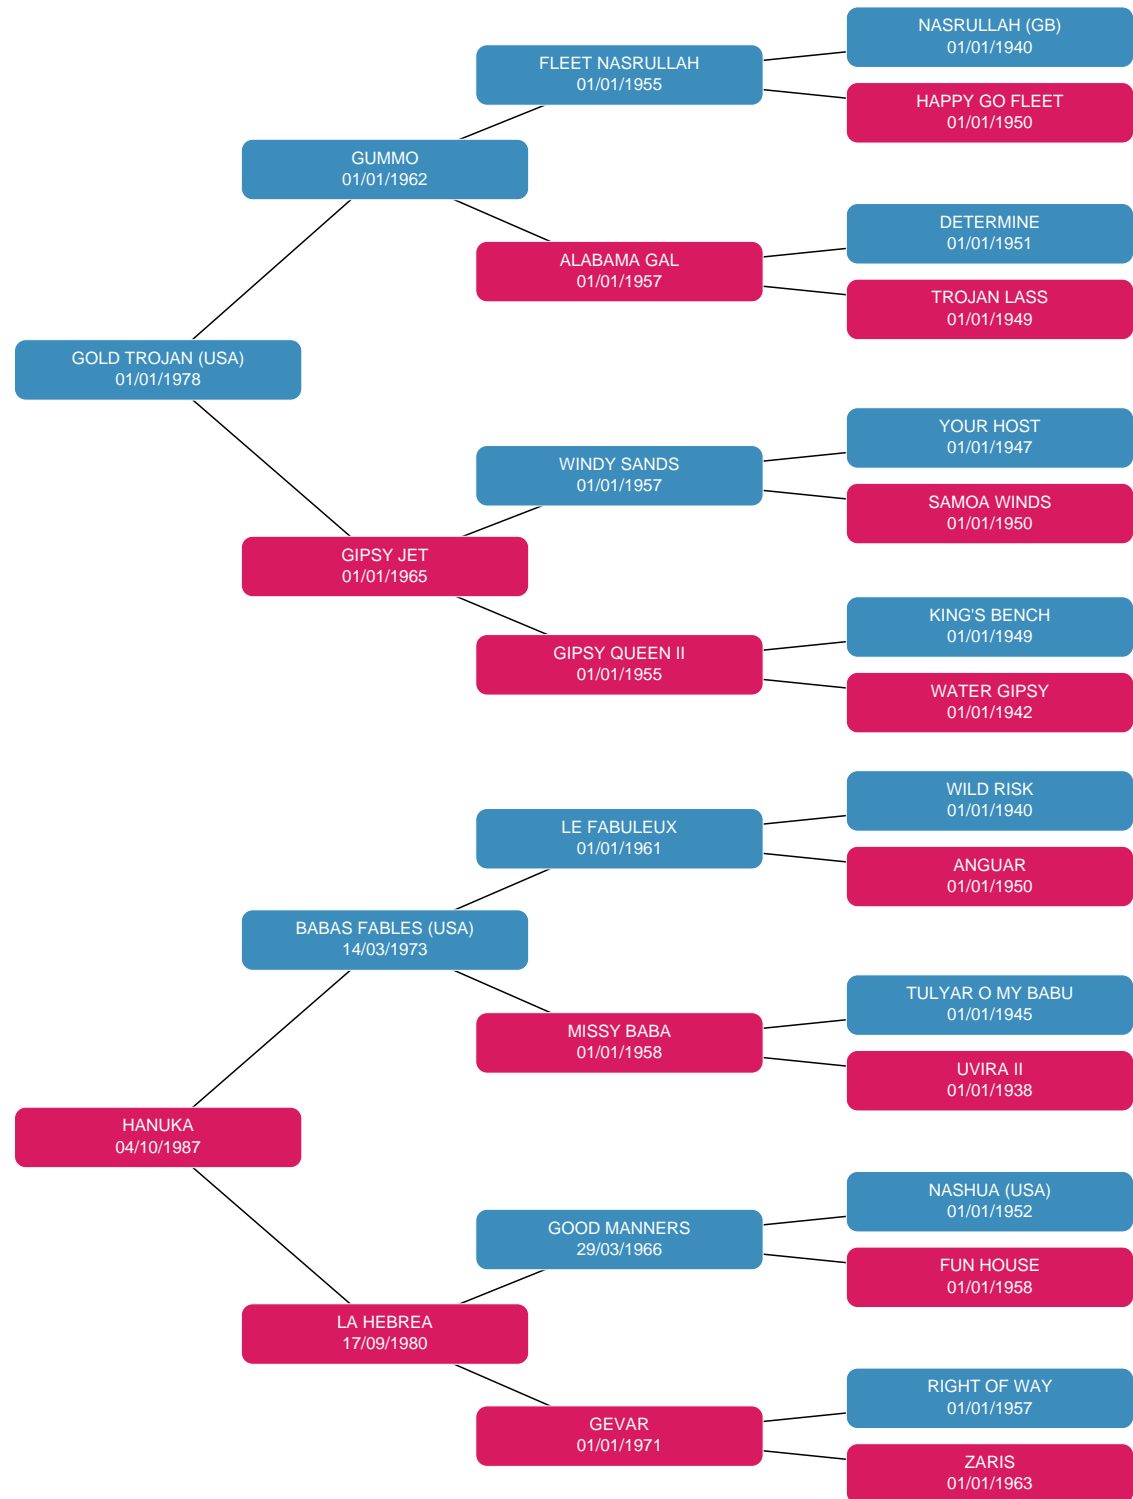 NASRULLAH (GB)
01/01/1940
FLEET NASRULLAH
01/01/1955
HAPPY GO FLEET
01/01/1950
GUMMO
01/01/1962
DETERMINE
01/01/1951
ALABAMA GAL
01/01/1957
TROJAN LASS
01/01/1949
GOLD TROJAN (USA)
01/01/1978
YOUR HOST
01/01/1947
WINDY SANDS
01/01/1957
SAMOA WINDS
01/01/1950
GIPSY JET
01/01/1965
KING'S BENCH
01/01/1949
GIPSY QUEEN II
01/01/1955
WATER GIPSY
01/01/1942
WILD RISK
01/01/1940
LE FABULEUX
01/01/1961
ANGUAR
01/01/1950
BABAS FABLES (USA)
14/03/1973
TULYAR O MY BABU
01/01/1945
MISSY BABA
01/01/1958
UVIRA II
01/01/1938
HANUKA
04/10/1987
NASHUA (USA)
01/01/1952
GOOD MANNERS
29/03/1966
FUN HOUSE
01/01/1958
LA HEBREA
17/09/1980
RIGHT OF WAY
01/01/1957
GEVAR
01/01/1971
ZARIS
01/01/1963